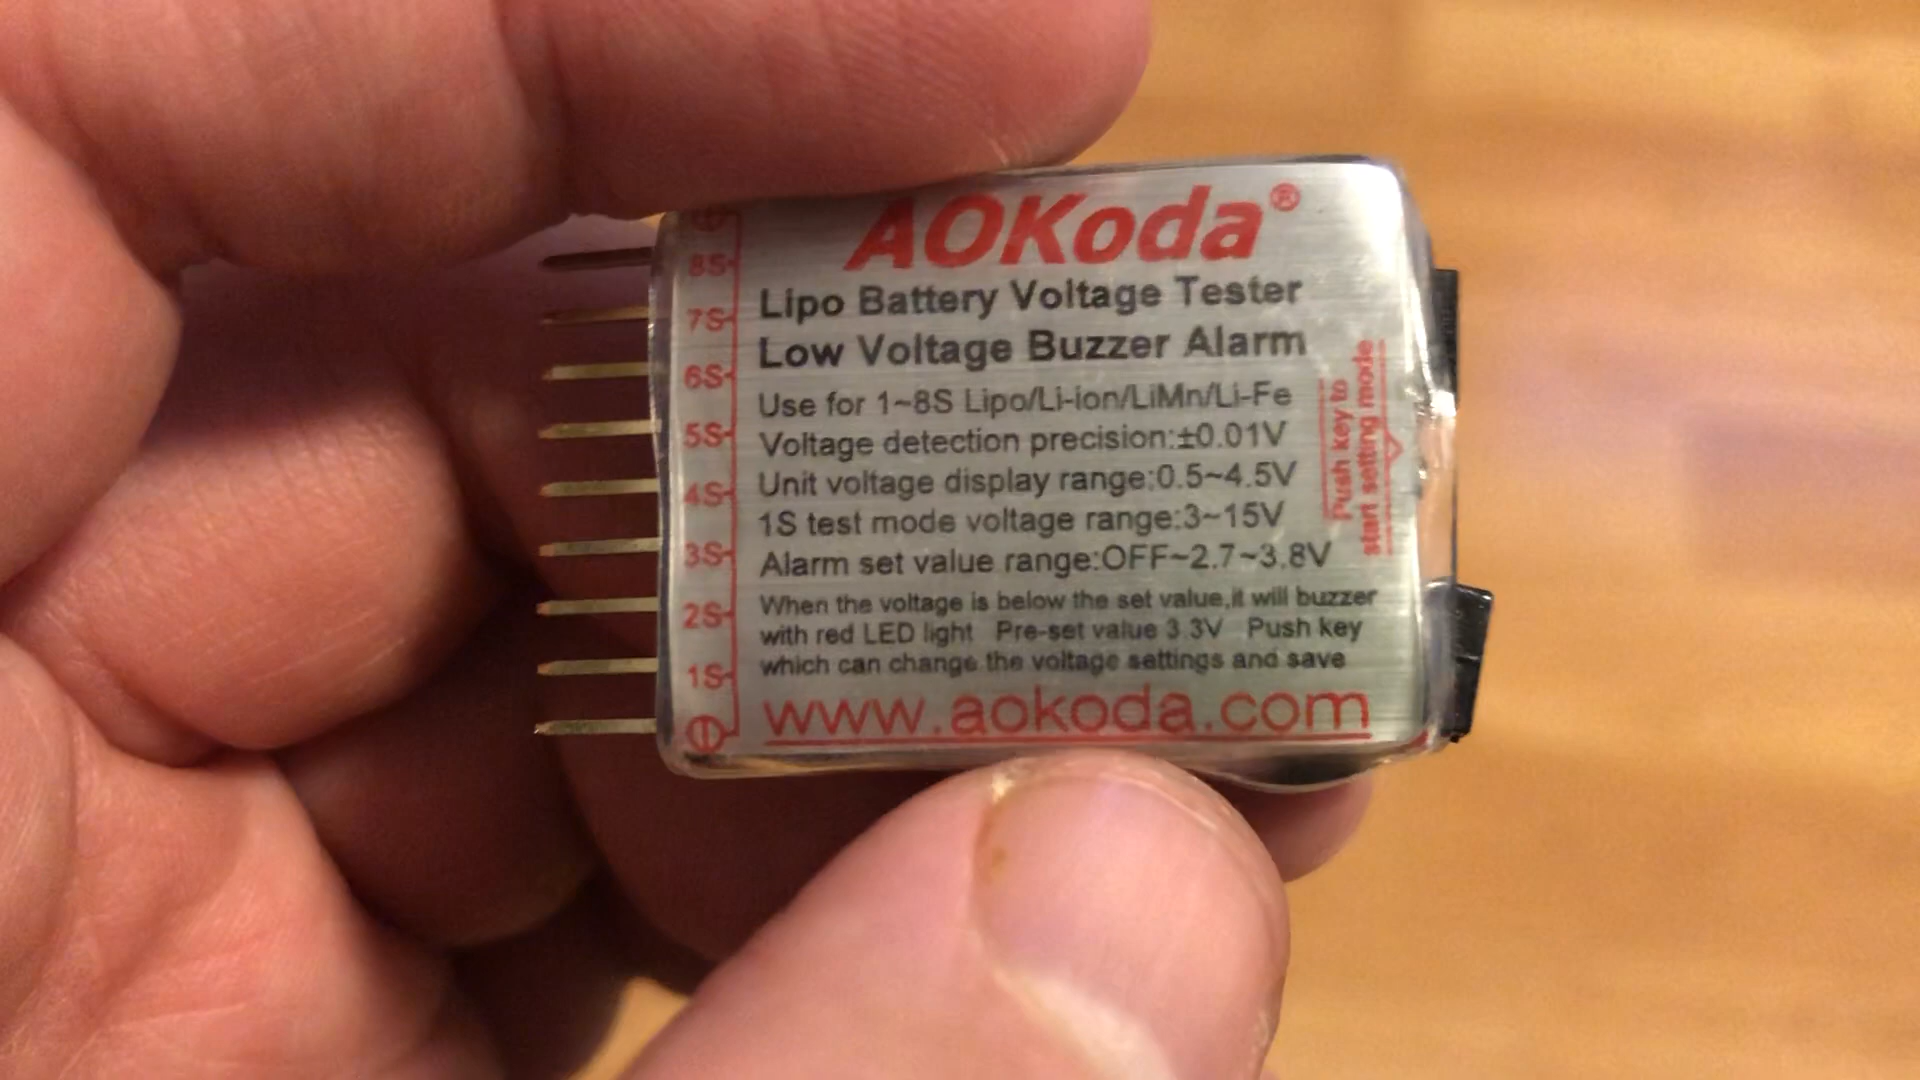 AOKoda®
Lipo Battery Voltage Tester
Low Voltage Buzzer Alarm
Use for 1~8S Lipo/Li-ion/LiMn/Li-Fe
Voltage detection precision:±0.01V
Unit voltage display range:0.5~4.5V
1S test mode voltage range:3~15V
Alarm set value range:OFF~2.7~3.8V
When the voltage is below the set value,it will buzzer
with red LED light Pre-set value 3.3V Push key
which can change the voltage settings and save
www.aokoda.com
8S
7S
6S
5S
4S
3S
2S
1S
Push key to
start setting mode